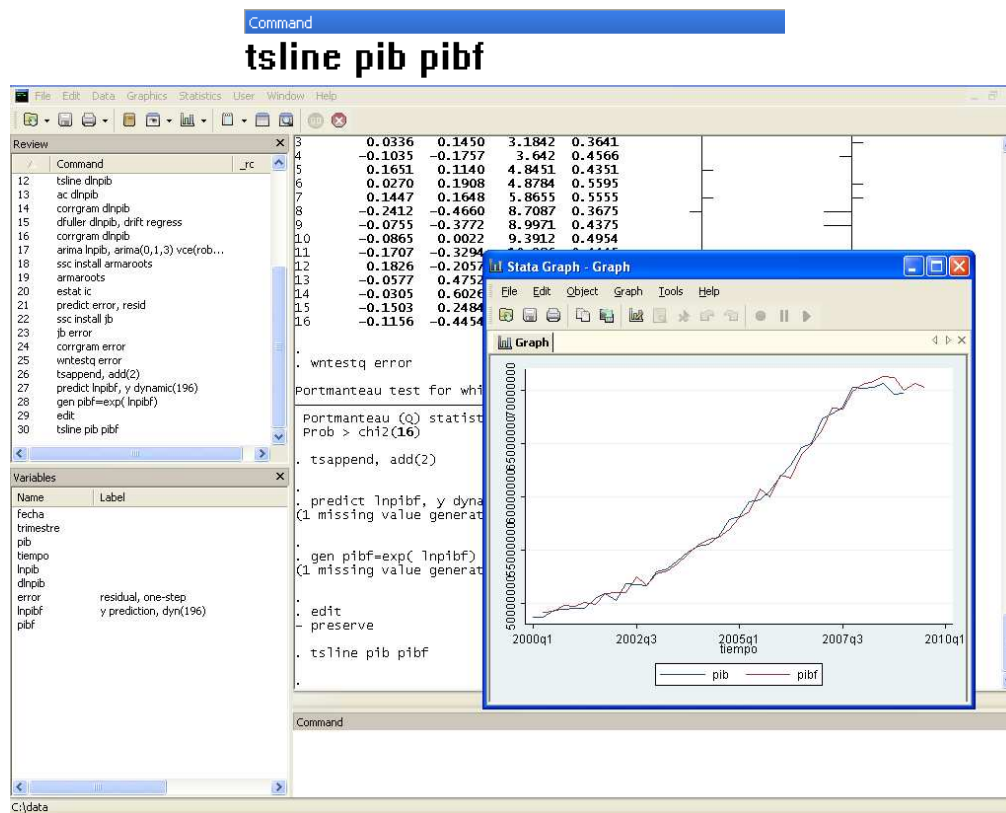 Command
tsline pib pibf
File Edit Data Graphics Statistics User Window Help
Review
Command _rc
12 tsline dlnpib
13 ac dlnpib
14 corrgram dlnpib
15 dfuller dlnpib, drift regress
16 corrgram dlnpib
17 arima lnpib, arima(0,1,3) vce(rob...
18 ssc install armaroots
19 armaroots
20 estat ic
21 predict error, resid
22 ssc install jb
23 jb error
24 corrgram error
25 wntestq error
26 tsappend, add(2)
27 predict lnpibf, y dynamic(196)
28 gen pibf=exp( lnpibf)
29 edit
30 tsline pib pibf
Variables
Name Label
fecha
trimestre
pib
tiempo
lnpib
dlnpib
error residual, one-step
lnpibf y prediction, dyn(196)
pibf
3 0.0336 0.1450 3.1842 0.3641
4 -0.1035 -0.1757 3.642 0.4566
5 0.1651 0.1140 4.8451 0.4351
6 0.0270 0.1908 4.8784 0.5595
7 0.1447 0.1648 5.8655 0.5555
8 -0.2412 -0.4660 8.7087 0.3675
9 -0.0755 -0.3772 8.9971 0.4375
10 -0.0865 0.0022 9.3912 0.4954
11 -0.1707 -0.3294
12 0.1826 -0.2057
13 -0.0577 0.4752
14 -0.0305 0.6026
15 -0.1503 0.2484
16 -0.1156 -0.4454
.
. wntestq error
Portmanteau test for whi
Portmanteau (Q) statist
Prob > chi2(16)
. tsappend, add(2)
.
. predict lnpibf, y dyna
(1 missing value generat
.
. gen pibf=exp( lnpibf)
(1 missing value generat
.
. edit
- preserve
. tsline pib pibf
.
Stata Graph - Graph
File Edit Object Graph Tools Help
Graph
2000q1 2002q3 2005q1 2007q3 2010q1
tiempo
pib pibf
Command
C:\data